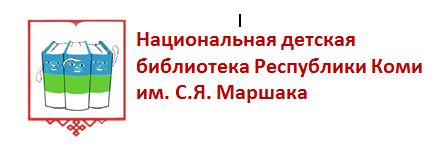 Национальная детская
библиотека Республики Коми
им. С.Я. Маршака